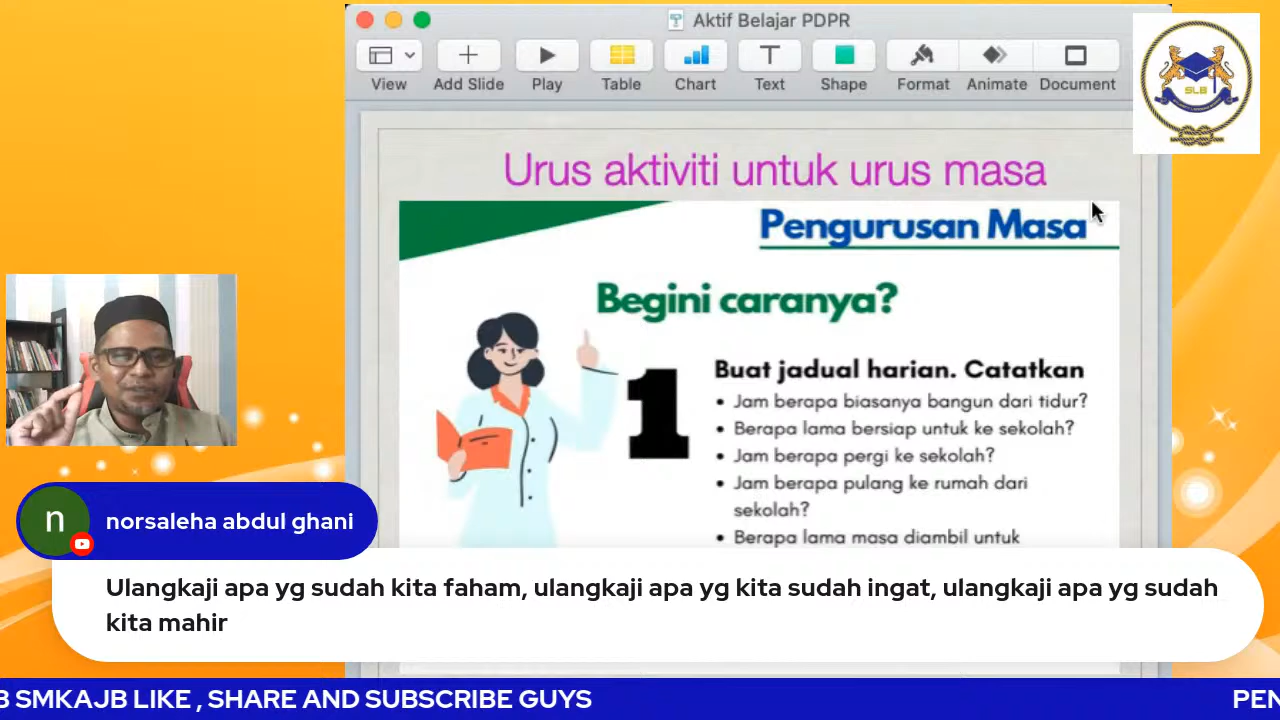 Aktif Belajar PDPR
View
Add Slide
Play
Table
Chart
Text
Shape
Format
Animate
Document
SLB
Urus aktiviti untuk urus masa
Pengurusan Masa
Begini caranya?
1
Buat jadual harian. Catatkan
• Jam berapa biasanya bangun dari tidur?
• Berapa lama bersiap untuk ke sekolah?
• Jam berapa pergi ke sekolah?
• Jam berapa pulang ke rumah dari
sekolah?
• Berapa lama masa diambil untuk
n
norsaleha abdul ghani
Ulangkaji apa yg sudah kita faham, ulangkaji apa yg kita sudah ingat, ulangkaji apa yg sudah
kita mahir
B SMKAJB LIKE , SHARE AND SUBSCRIBE GUYS
PEN